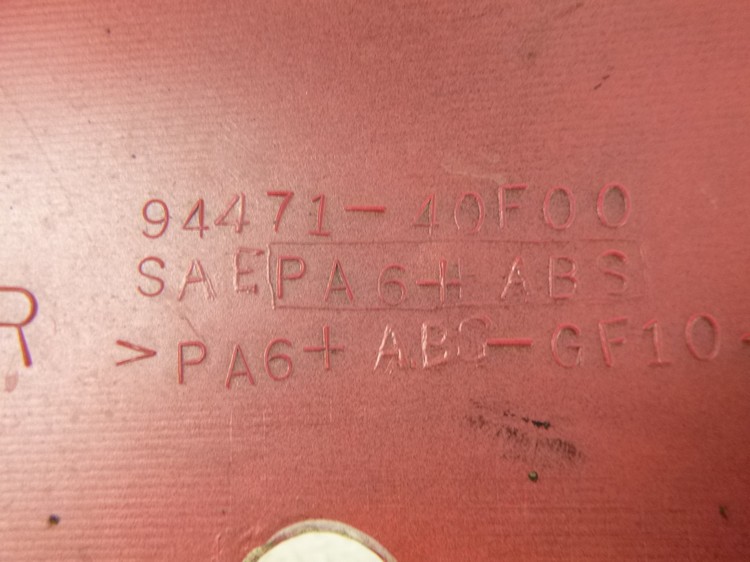 94471-40F00
SAE PA6+ ABS
R >PA6+ ABS-GF10